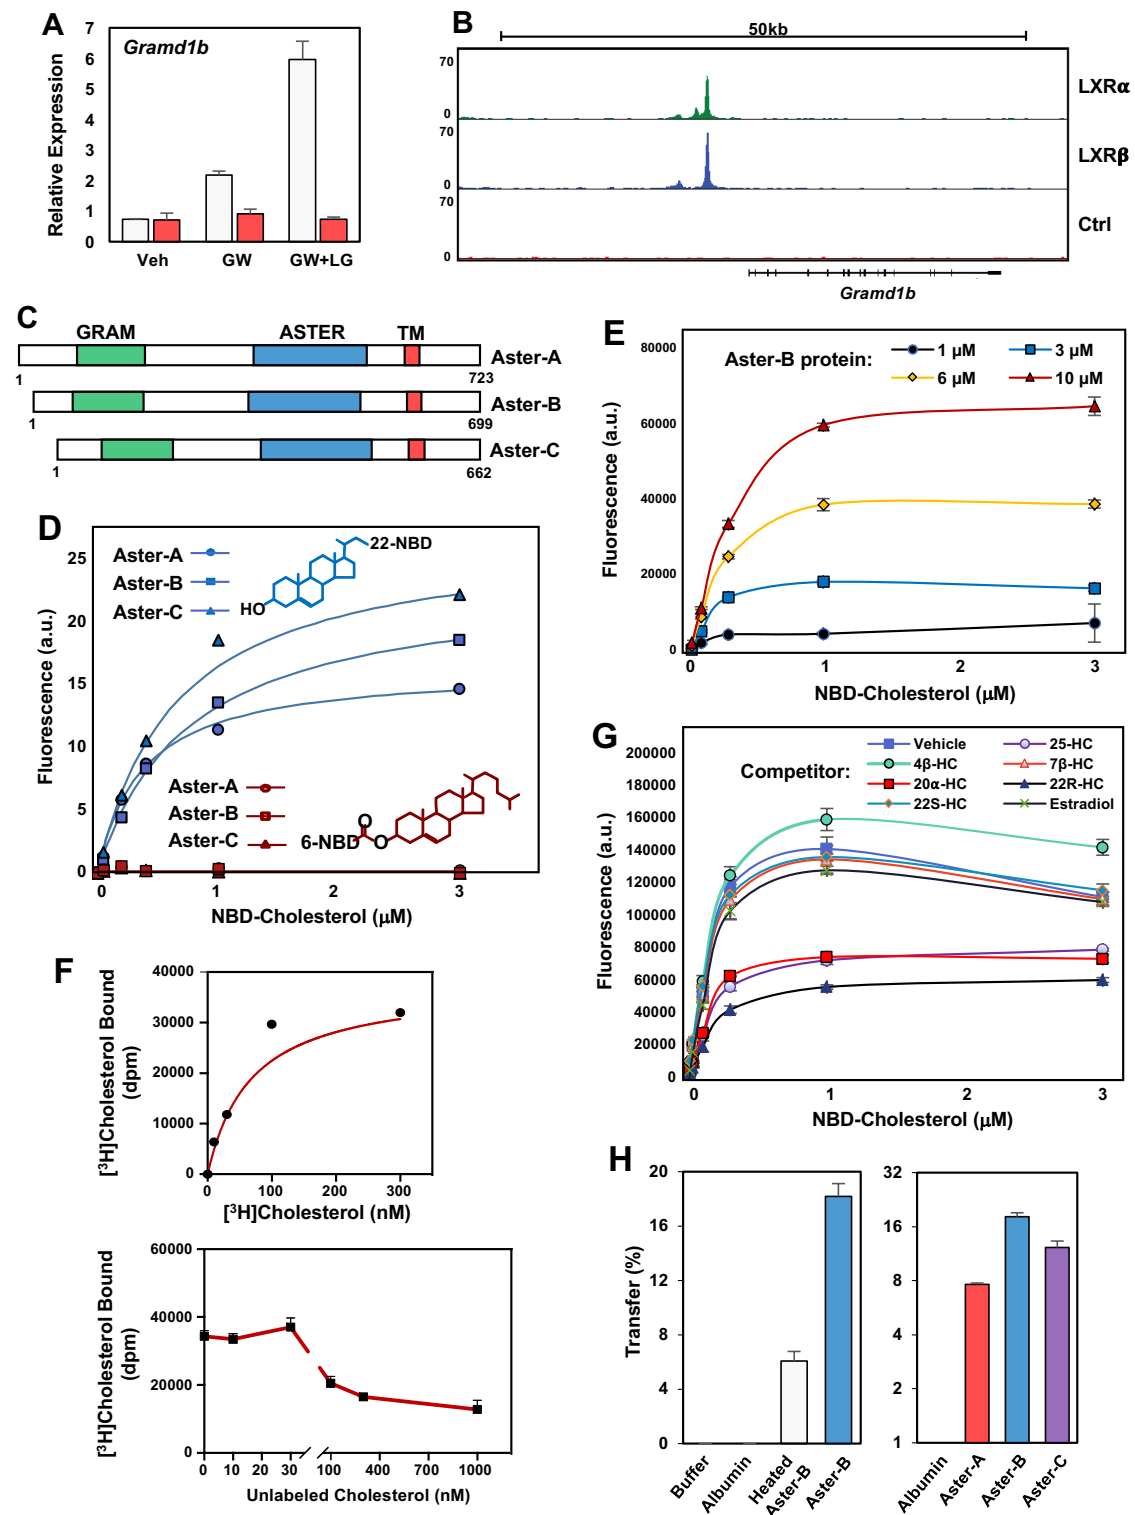 A
Gramd1b
Relative Expression
7
6
5
4
3
2
1
0
Veh GW GW+LG
B
50kb
70
0
LXRα
70
0
LXRβ
70
0
Ctrl
Gramd1b
C
GRAM ASTER TM
Aster-A
1 723
Aster-B
1 699
Aster-C
1 662
D
Fluorescence (a.u.)
25
20
15
10
5
0
Aster-A
Aster-B
Aster-C
22-NBD
HO
Aster-A
Aster-B
Aster-C
6-NBD
O
O
0 1 2 3
NBD-Cholesterol (μM)
E
Fluorescence (a.u.)
80000
60000
40000
20000
0
Aster-B protein:
1 μM 3 μM
6 μM 10 μM
0 1 2 3
NBD-Cholesterol (μM)
F
[³H]Cholesterol Bound
(dpm)
40000
30000
20000
10000
0
0 100 200 300
[³H]Cholesterol (nM)
[³H]Cholesterol Bound
(dpm)
60000
40000
20000
0
0 10 20 30 100 400 700 1000
Unlabeled Cholesterol (nM)
G
Fluorescence (a.u.)
200000
180000
160000
140000
120000
100000
80000
60000
40000
20000
0
Competitor:
Vehicle 25-HC
4β-HC 7β-HC
20α-HC 22R-HC
22S-HC Estradiol
0 1 2 3
NBD-Cholesterol (μM)
H
Transfer (%)
20
16
12
8
4
0
Buffer
Albumin
Heated
Aster-B
Aster-B
32
16
8
4
2
1
Albumin
Aster-A
Aster-B
Aster-C